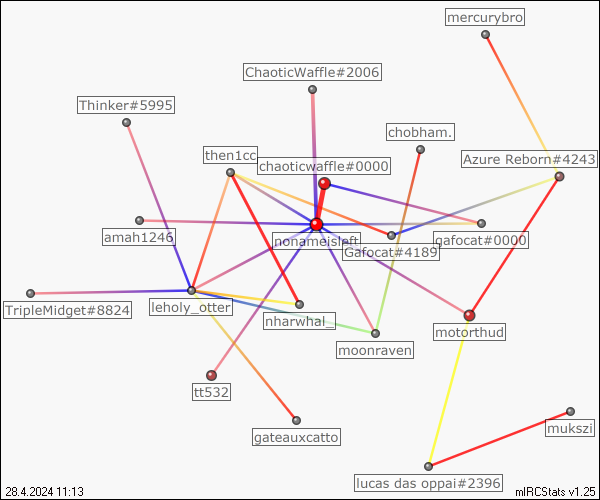 mercurybro
ChaoticWaffle#2006
Thinker#5995
chobham.
then1cc
Azure Reborn#4243
chaoticwaffle#0000
amah1246
nonameisleft
Gafocat#4189
gafocat#0000
TripleMidget#8824
leholy_otter
nharwhal_
motorthud
moonraven
tt532
gateauxcatto
mukszi
lucas das oppai#2396
28.4.2024 11:13
mIRCStats v1.25